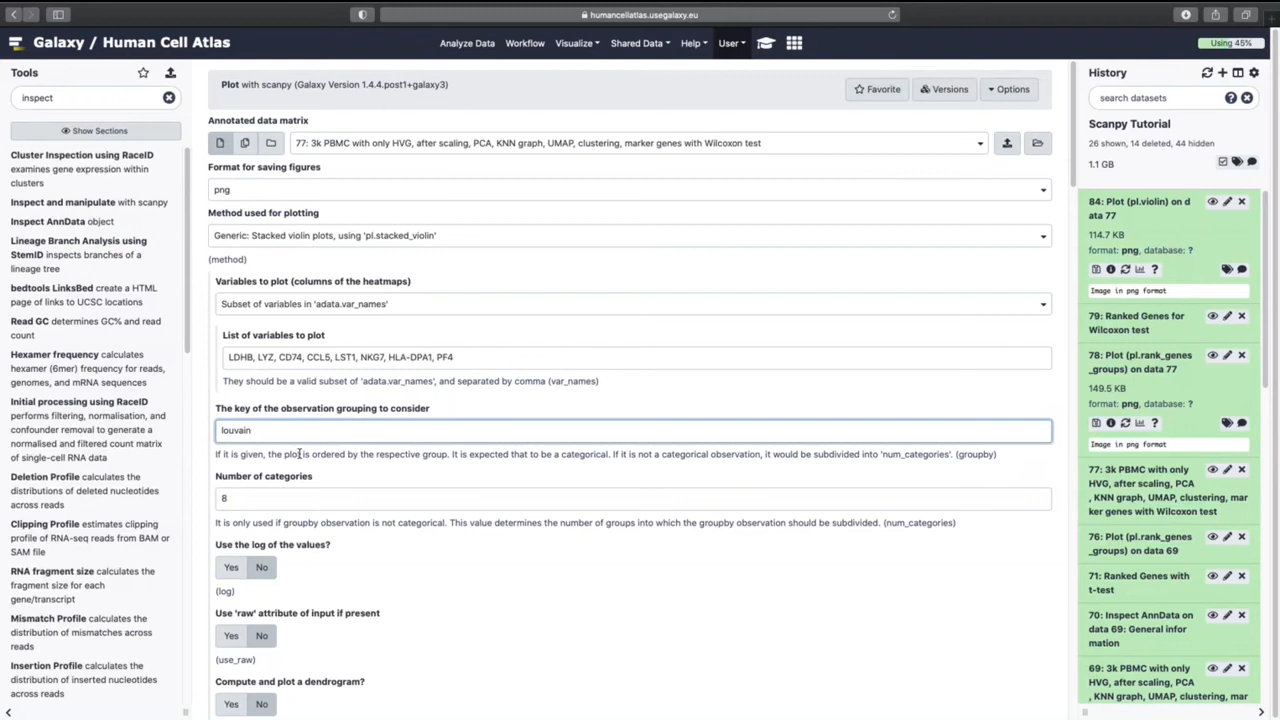 humancellatlas.usegalaxy.eu
Galaxy / Human Cell Atlas
Analyze Data
Workflow
Visualize
Shared Data
Help
User
Using 45%
Tools
inspect
Show Sections
Cluster Inspection using RaceID
examines gene expression within
clusters
Inspect and manipulate with scanpy
Inspect AnnData object
Lineage Branch Analysis using
StemID inspects branches of a
lineage tree
bedtools LinksBed create a HTML
page of links to UCSC locations
Read GC determines GC% and read
count
Hexamer frequency calculates
hexamer (6mer) frequency for reads,
genomes, and mRNA sequences
Initial processing using RaceID
performs filtering, normalisation, and
confounder removal to generate a
normalised and filtered count matrix
of single-cell RNA data
Deletion Profile calculates the
distributions of deleted nucleotides
across reads
Clipping Profile estimates clipping
profile of RNA-seq reads from BAM or
SAM file
RNA fragment size calculates the
fragment size for each
gene/transcript
Mismatch Profile calculates the
distribution of mismatches across
reads
Insertion Profile calculates the
distribution of inserted nucleotides
across reads
Plot with scanpy (Galaxy Version 1.4.4.post1+galaxy3)
Favorite
Versions
Options
Annotated data matrix
77: 3k PBMC with only HVG, after scaling, PCA, KNN graph, UMAP, clustering, marker genes with Wilcoxon test
Format for saving figures
png
Method used for plotting
Generic: Stacked violin plots, using 'pl.stacked_violin'
(method)
Variables to plot (columns of the heatmaps)
Subset of variables in 'adata.var_names'
List of variables to plot
LDHB, LYZ, CD74, CCL5, LST1, NKG7, HLA-DPA1, PF4
They should be a valid subset of 'adata.var_names', and separated by comma (var_names)
The key of the observation grouping to consider
louvain
If it is given, the plot is ordered by the respective group. It is expected that to be a categorical. If it is not a categorical observation, it would be subdivided into 'num_categories'. (groupby)
Number of categories
8
It is only used if groupby observation is not categorical. This value determines the number of groups into which the groupby observation should be subdivided. (num_categories)
Use the log of the values?
Yes No
(log)
Use 'raw' attribute of input if present
Yes No
(use_raw)
Compute and plot a dendrogram?
Yes No
History
search datasets
Scanpy Tutorial
26 shown, 14 deleted, 44 hidden
1.1 GB
84: Plot (pl.violin) on d
ata 77
114.7 KB
format: png, database: ?
Image in png format
79: Ranked Genes for
Wilcoxon test
78: Plot (pl.rank_genes
_groups) on data 77
149.5 KB
format: png, database: ?
Image in png format
77: 3k PBMC with only
HVG, after scaling, PCA
, KNN graph, UMAP, clustering, mar
ker genes with Wilcoxon test
76: Plot (pl.rank_genes
_groups) on data 69
71: Ranked Genes with
t-test
70: Inspect AnnData on
data 69: General infor
mation
69: 3k PBMC with only
HVG, after scaling, PCA
, KNN graph, UMAP, clustering, mar